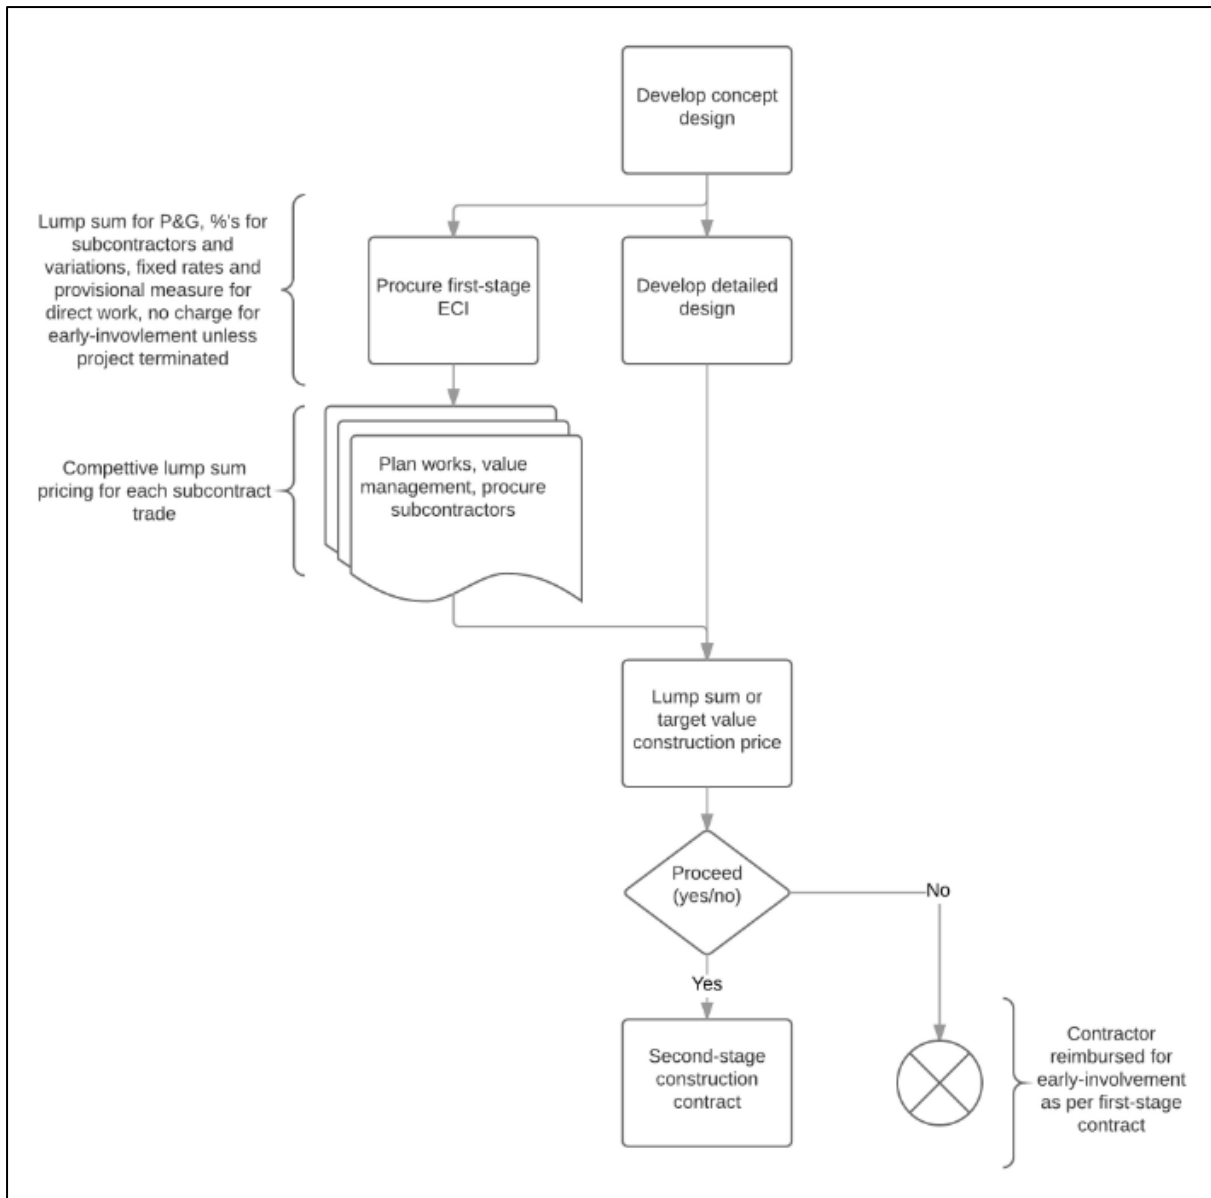 Develop concept
design
Lump sum for P&G, %'s for
subcontractors and
variations, fixed rates and
provisional measure for
direct work, no charge for
early-invovlement unless
project terminated
Procure first-stage
ECI
Develop detailed
design
Compettive lump sum
pricing for each subcontract
trade
Plan works, value
management, procure
subcontractors
Lump sum or
target value
construction price
Proceed
(yes/no)
No
Yes
Second-stage
construction
contract
Contractor
reimbursed for
early-involvement
as per first-stage
contract